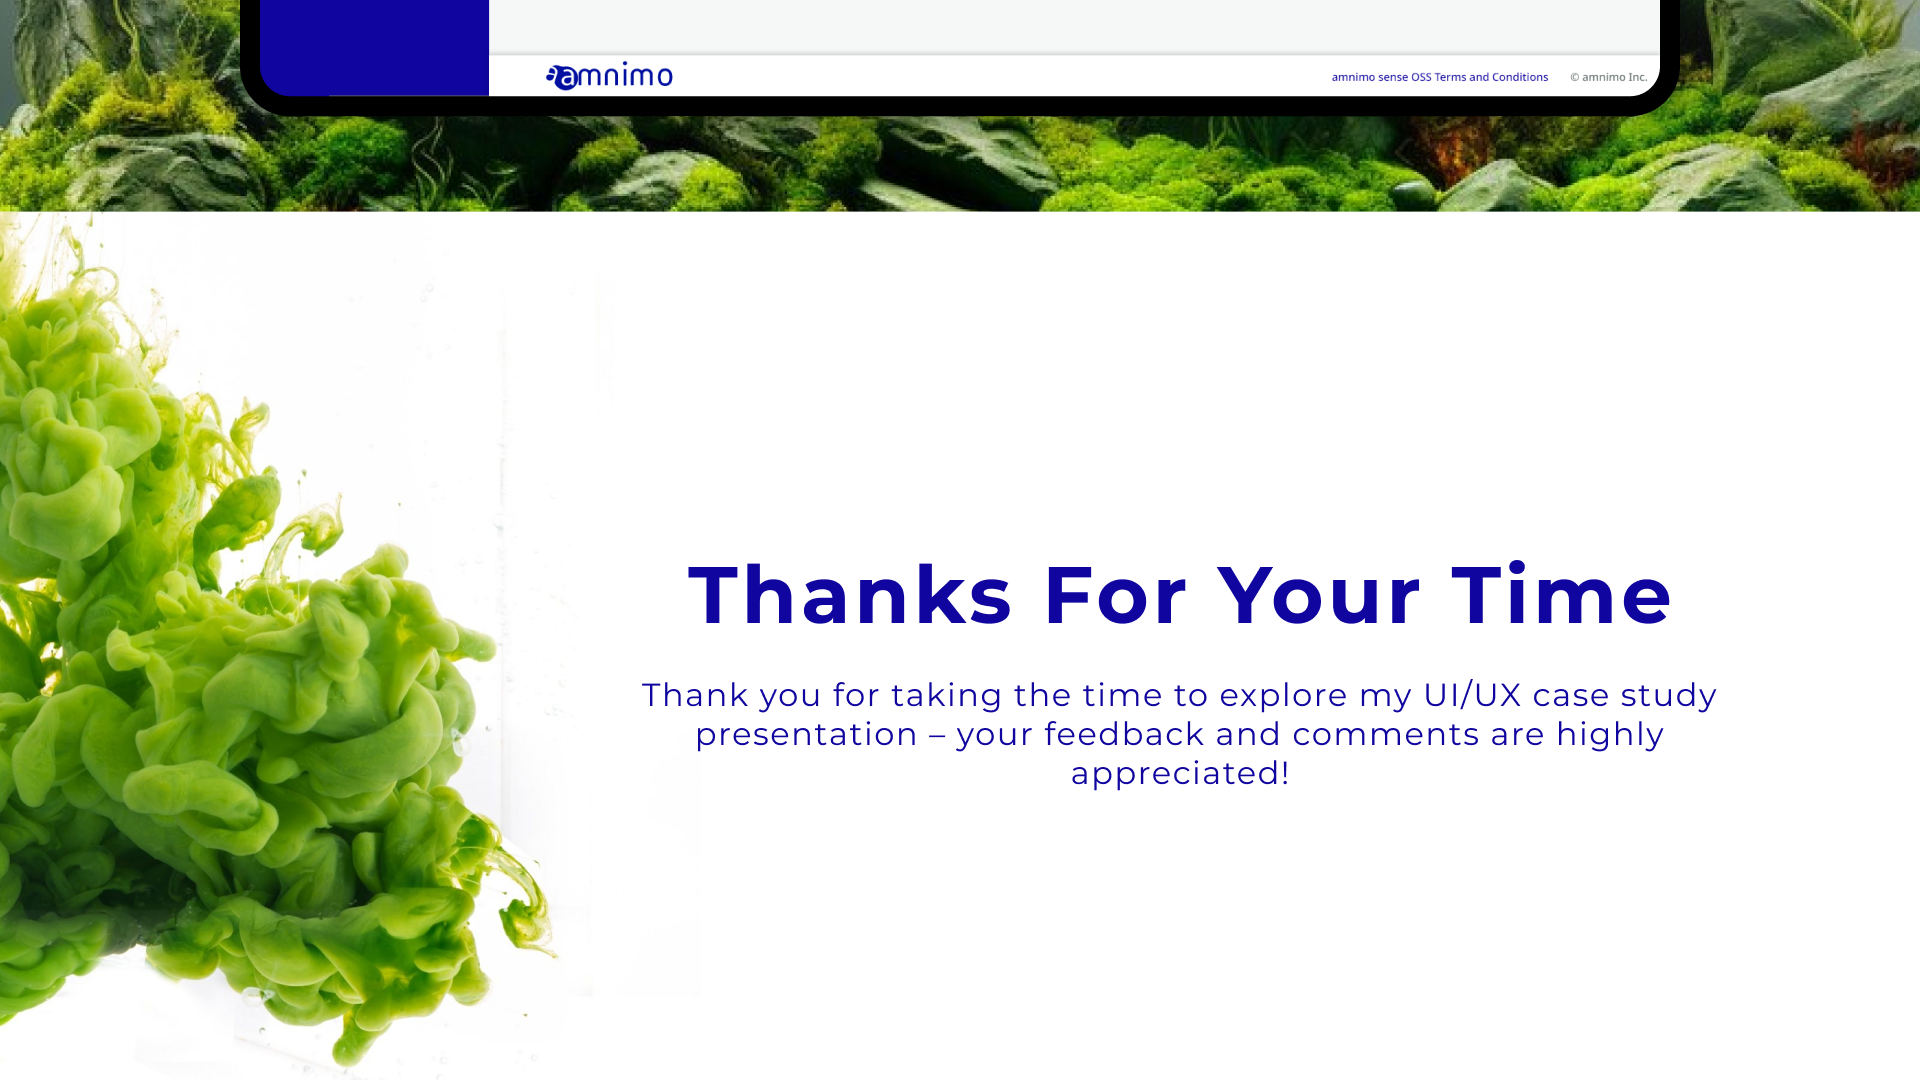 amnimo
amnimo sense OSS Terms and Conditions © amnimo Inc.
Thanks For Your Time
Thank you for taking the time to explore my UI/UX case study
presentation – your feedback and comments are highly
appreciated!